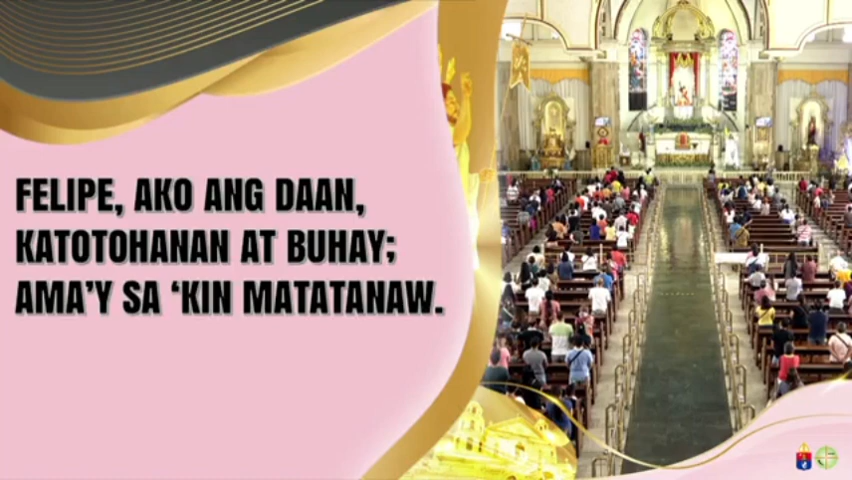 FELIPE, AKO ANG DAAN,
KATOTOHANAN AT BUHAY;
AMA’Y SA ‘KIN MATATANAW.